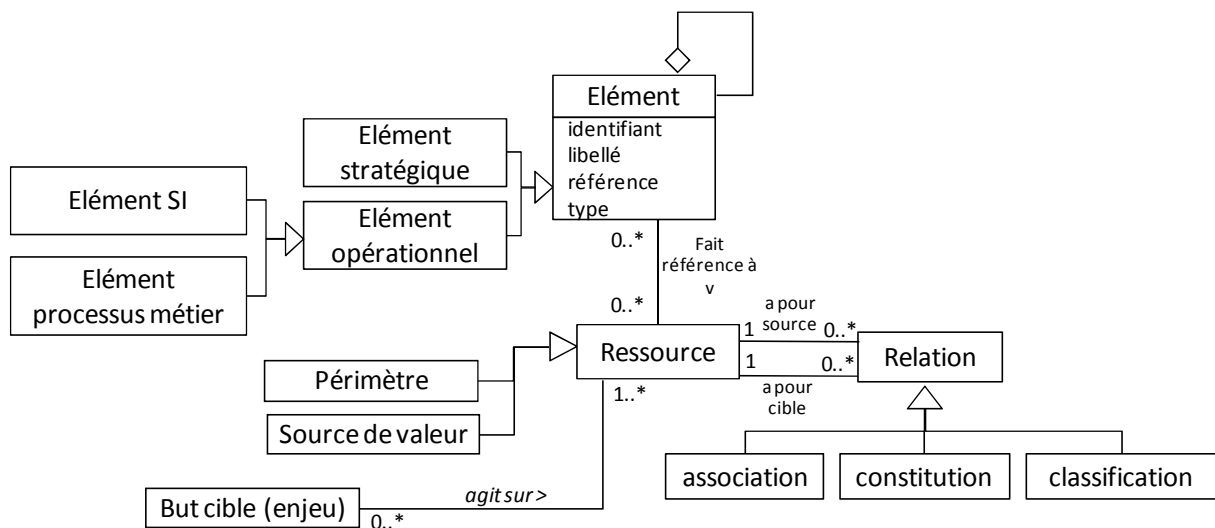 Elément
identifiant
libellé
référence
type
Elément
stratégique
Elément SI
Elément
opérationnel
Elément
processus métier
0..*
Fait
référence à
v
0..*
Ressource
1
a pour
source
0..*
1
a pour
cible
0..*
Relation
1..*
Périmètre
Source de valeur
But cible (enjeu)
0..*
agit sur >
association
constitution
classification